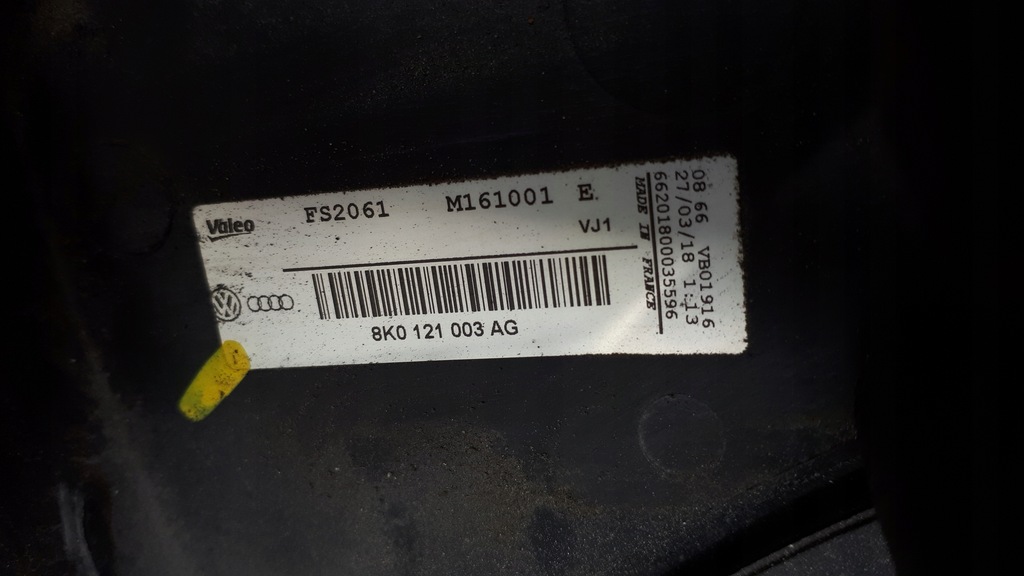 Valeo FS2061 M161001 E
VJ1
8K0 121 003 AG
MADE IN FRANCE
66201800035596
27/03/18 1:13
08 66 VB01916